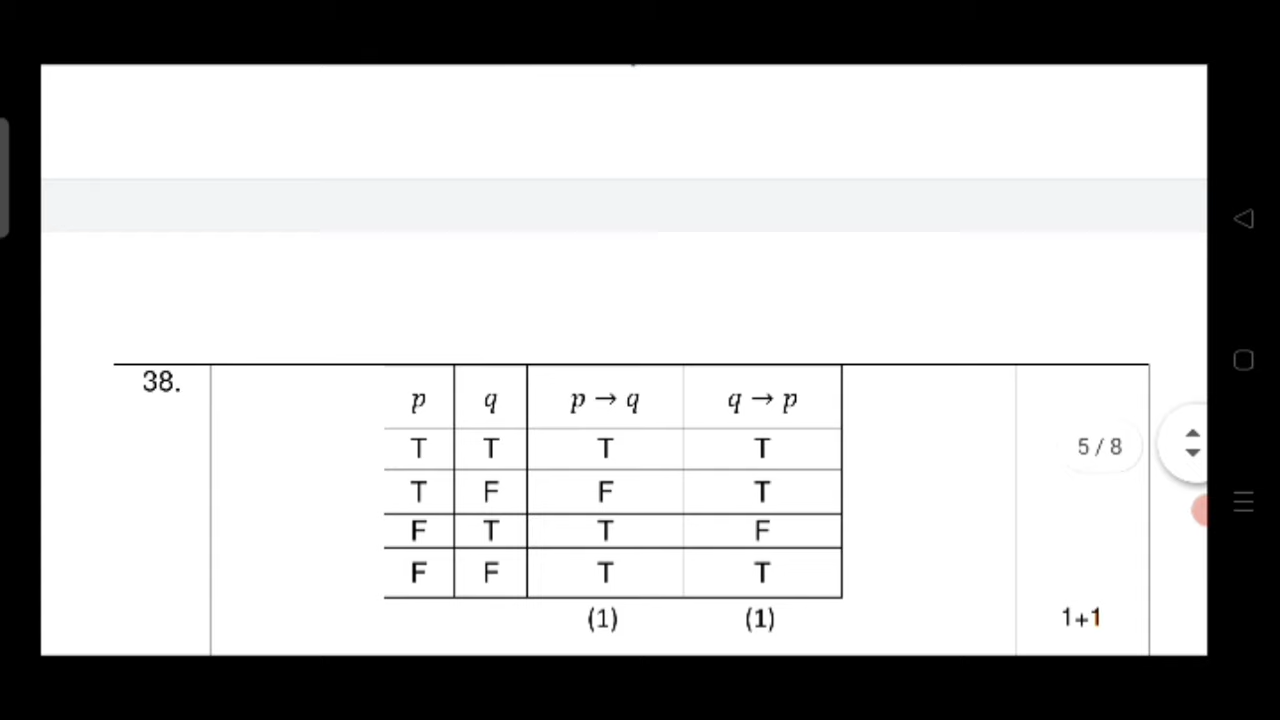 38.
p q p → q q → p
T T T T
T F F T
5 / 8
F T T F
F F T T
(1) (1) 1+1